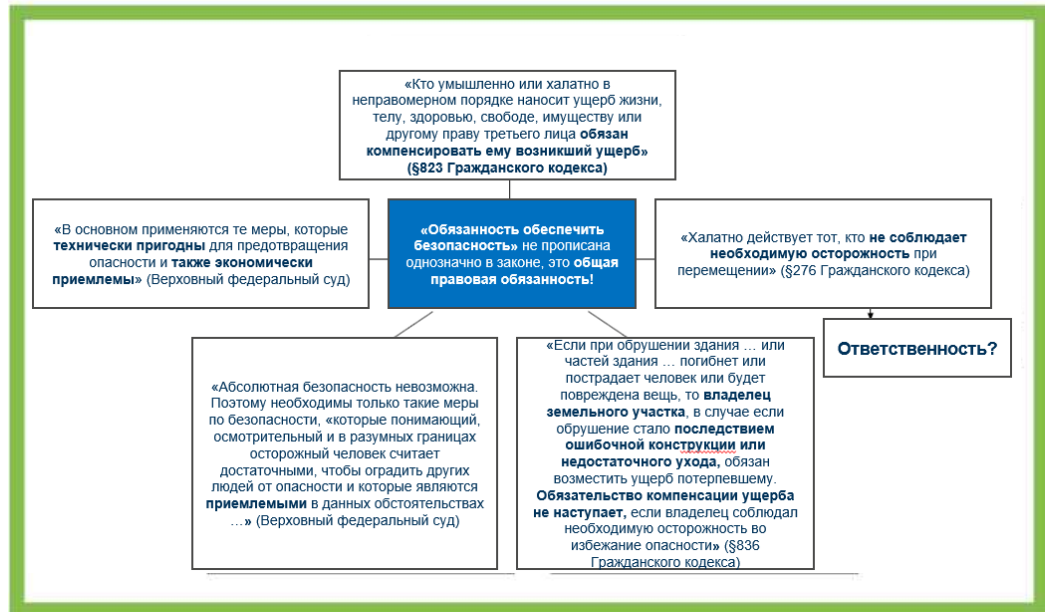 «Кто умышленно или халатно в
неправомерном порядке наносит ущерб жизни,
телу, здоровью, свободе, имуществу или
другому праву третьего лица обязан
компенсировать ему возникший ущерб»
(§823 Гражданского кодекса)
«В основном применяются те меры, которые
технически пригодны для предотвращения
опасности и также экономически
приемлемы» (Верховный федеральный суд)
«Обязанность обеспечить
безопасность» не прописана
однозначно в законе, это общая
правовая обязанность!
«Халатно действует тот, кто не соблюдает
необходимую осторожность при
перемещении» (§276 Гражданского кодекса)
Ответственность?
«Абсолютная безопасность невозможна.
Поэтому необходимы только такие меры
по безопасности, «которые понимающий,
осмотрительный и в разумных границах
осторожный человек считает
достаточными, чтобы оградить других
людей от опасности и которые являются
приемлемыми в данных обстоятельствах
…» (Верховный федеральный суд)
«Если при обрушении здания … или
частей здания … погибнет или
пострадает человек или будет
повреждена вещь, то владелец
земельного участка, в случае если
обрушение стало последствием
ошибочной конструкции или
недостаточного ухода, обязан
возместить ущерб потерпевшему.
Обязательство компенсации ущерба
не наступает, если владелец соблюдал
необходимую осторожность во
избежание опасности» (§836
Гражданского кодекса)